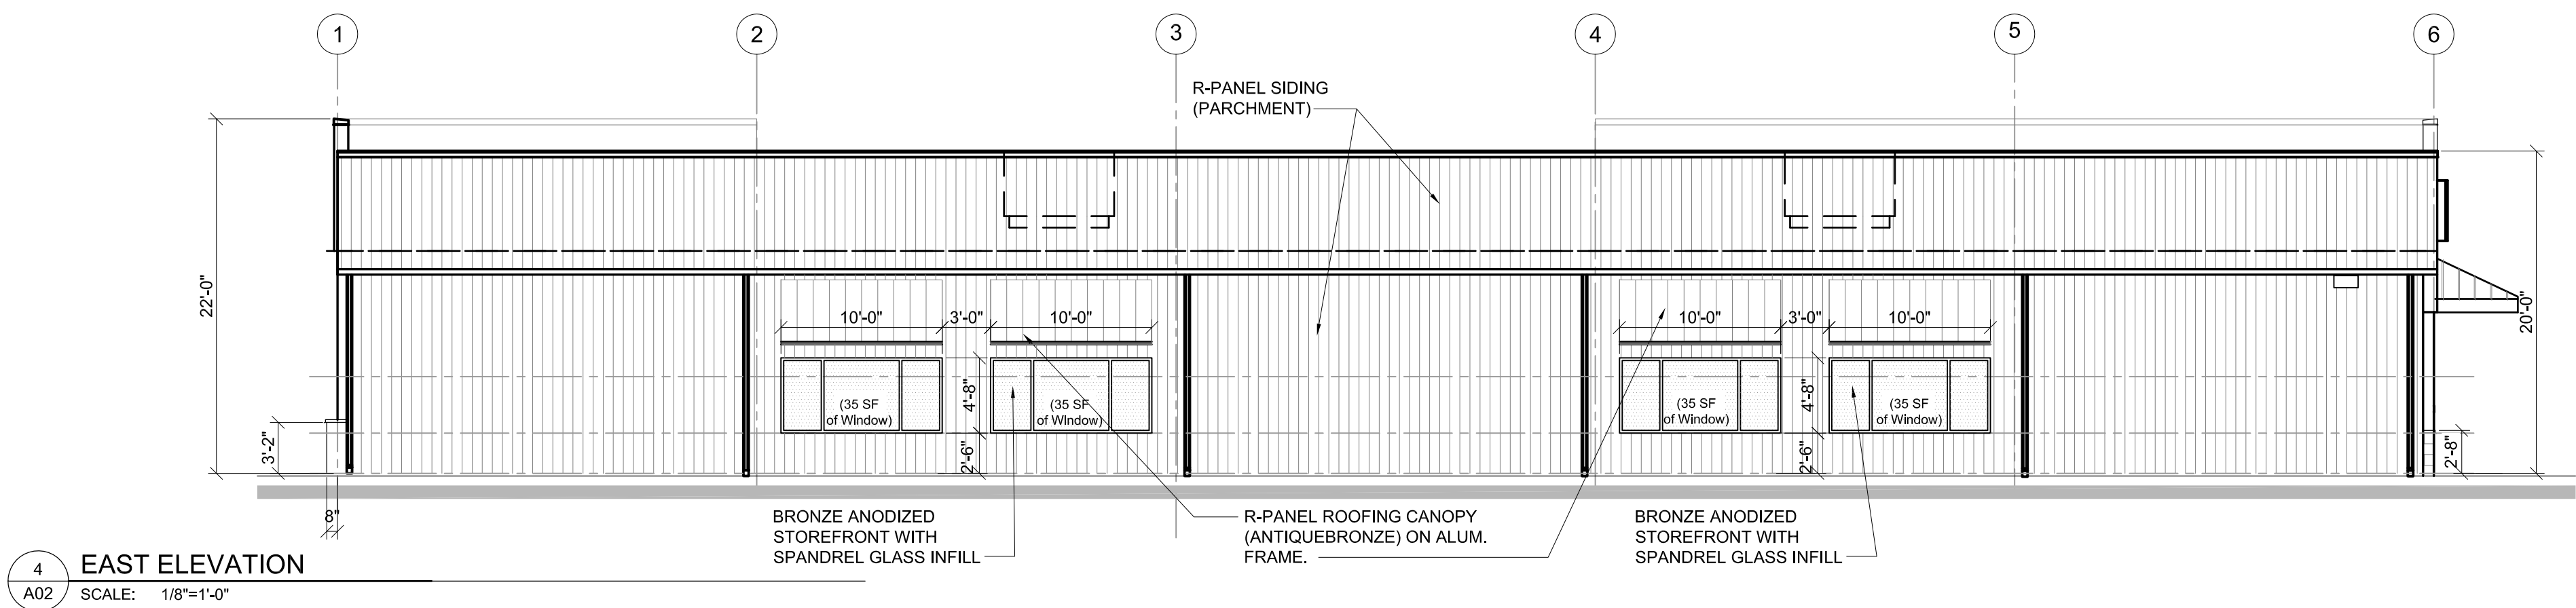 1 2 3 4 5 6
R-PANEL SIDING
(PARCHMENT)
22'-0"
20'-0"
10'-0" 3'-0" 10'-0" 10'-0" 3'-0" 10'-0"
4'-8" 4'-8"
(35 SF
of Window)
(35 SF
of Window)
(35 SF
of Window)
(35 SF
of Window)
3'-2" 2'-6" 2'-6" 2'-8"
8"
BRONZE ANODIZED
STOREFRONT WITH
SPANDREL GLASS INFILL
R-PANEL ROOFING CANOPY
(ANTIQUEBRONZE) ON ALUM.
FRAME.
BRONZE ANODIZED
STOREFRONT WITH
SPANDREL GLASS INFILL
4
A02
EAST ELEVATION
SCALE: 1/8"=1'-0"